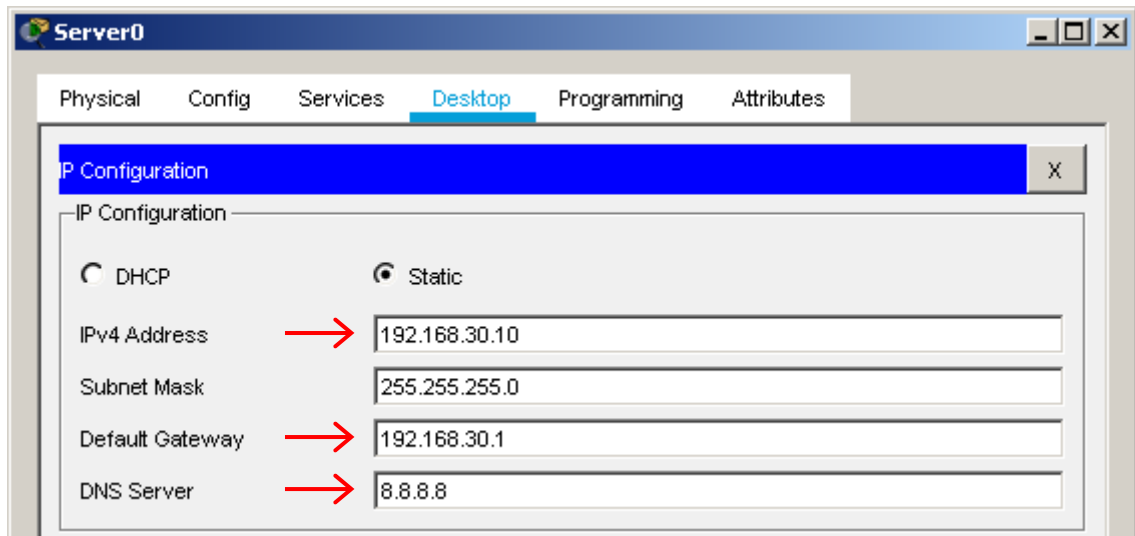 Server0
Physical Config Services Desktop Programming Attributes
IP Configuration X
IP Configuration
DHCP Static
IPv4 Address 192.168.30.10
Subnet Mask 255.255.255.0
Default Gateway 192.168.30.1
DNS Server 8.8.8.8